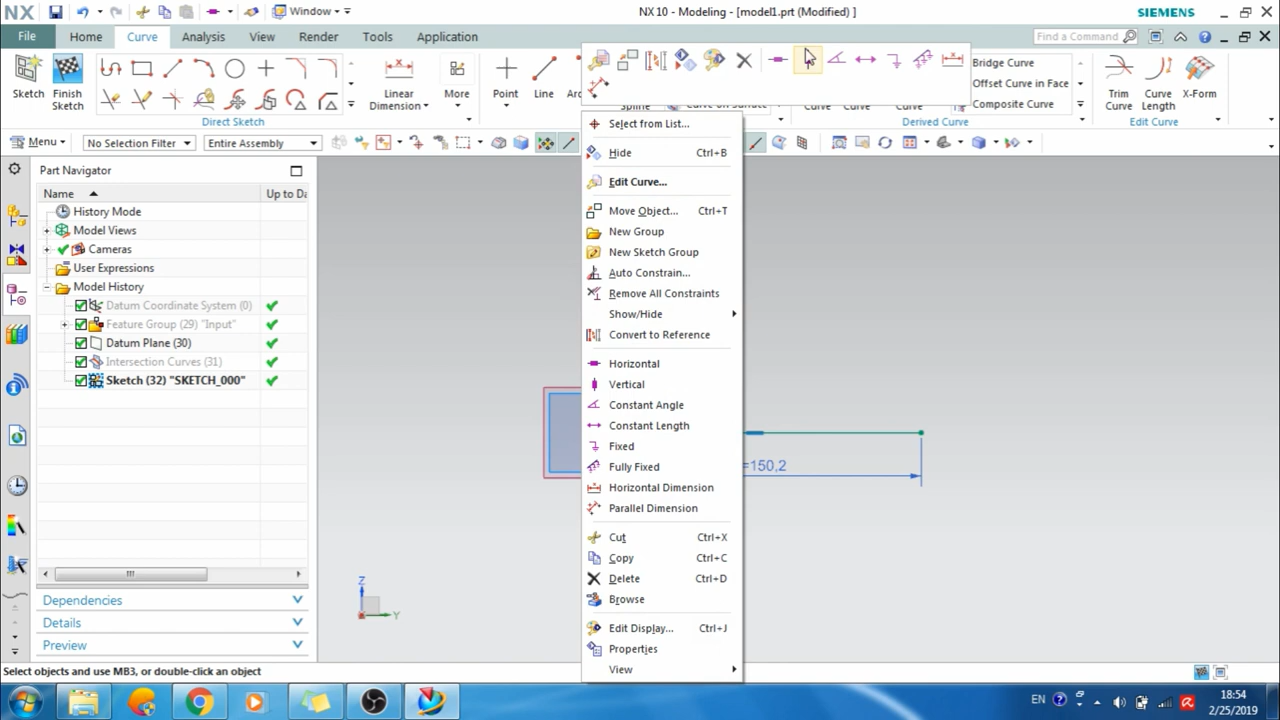 NX
Window
NX 10 - Modeling - [model1.prt (Modified) ]
SIEMENS
File
Home
Curve
Analysis
View
Render
Tools
Application
Find a Command
Sketch
Finish
Sketch
Linear
Dimension
More
Point
Line
Bridge Curve
Offset Curve in Face
Composite Curve
Trim
Curve
Curve
Length
X-Form
Spline
Curve on Surface
Curve
Curve
Direct Sketch
Derived Curve
Edit Curve
Menu
No Selection Filter
Entire Assembly
Part Navigator
Name
Up to Da
History Mode
Model Views
Cameras
User Expressions
Model History
Datum Coordinate System (0)
Feature Group (29) "Input"
Datum Plane (30)
Intersection Curves (31)
Sketch (32) "SKETCH_000"
Dependencies
Details
Preview
Select from List...
Hide Ctrl+B
Edit Curve...
Move Object... Ctrl+T
New Group
New Sketch Group
Auto Constrain...
Remove All Constraints
Show/Hide
Convert to Reference
Horizontal
Vertical
Constant Angle
Constant Length
Fixed
Fully Fixed
Horizontal Dimension
Parallel Dimension
Cut Ctrl+X
Copy Ctrl+C
Delete Ctrl+D
Browse
Edit Display... Ctrl+J
Properties
View
=150,2
Z
Y
Select objects and use MB3, or double-click an object
EN
18:54
2/25/2019